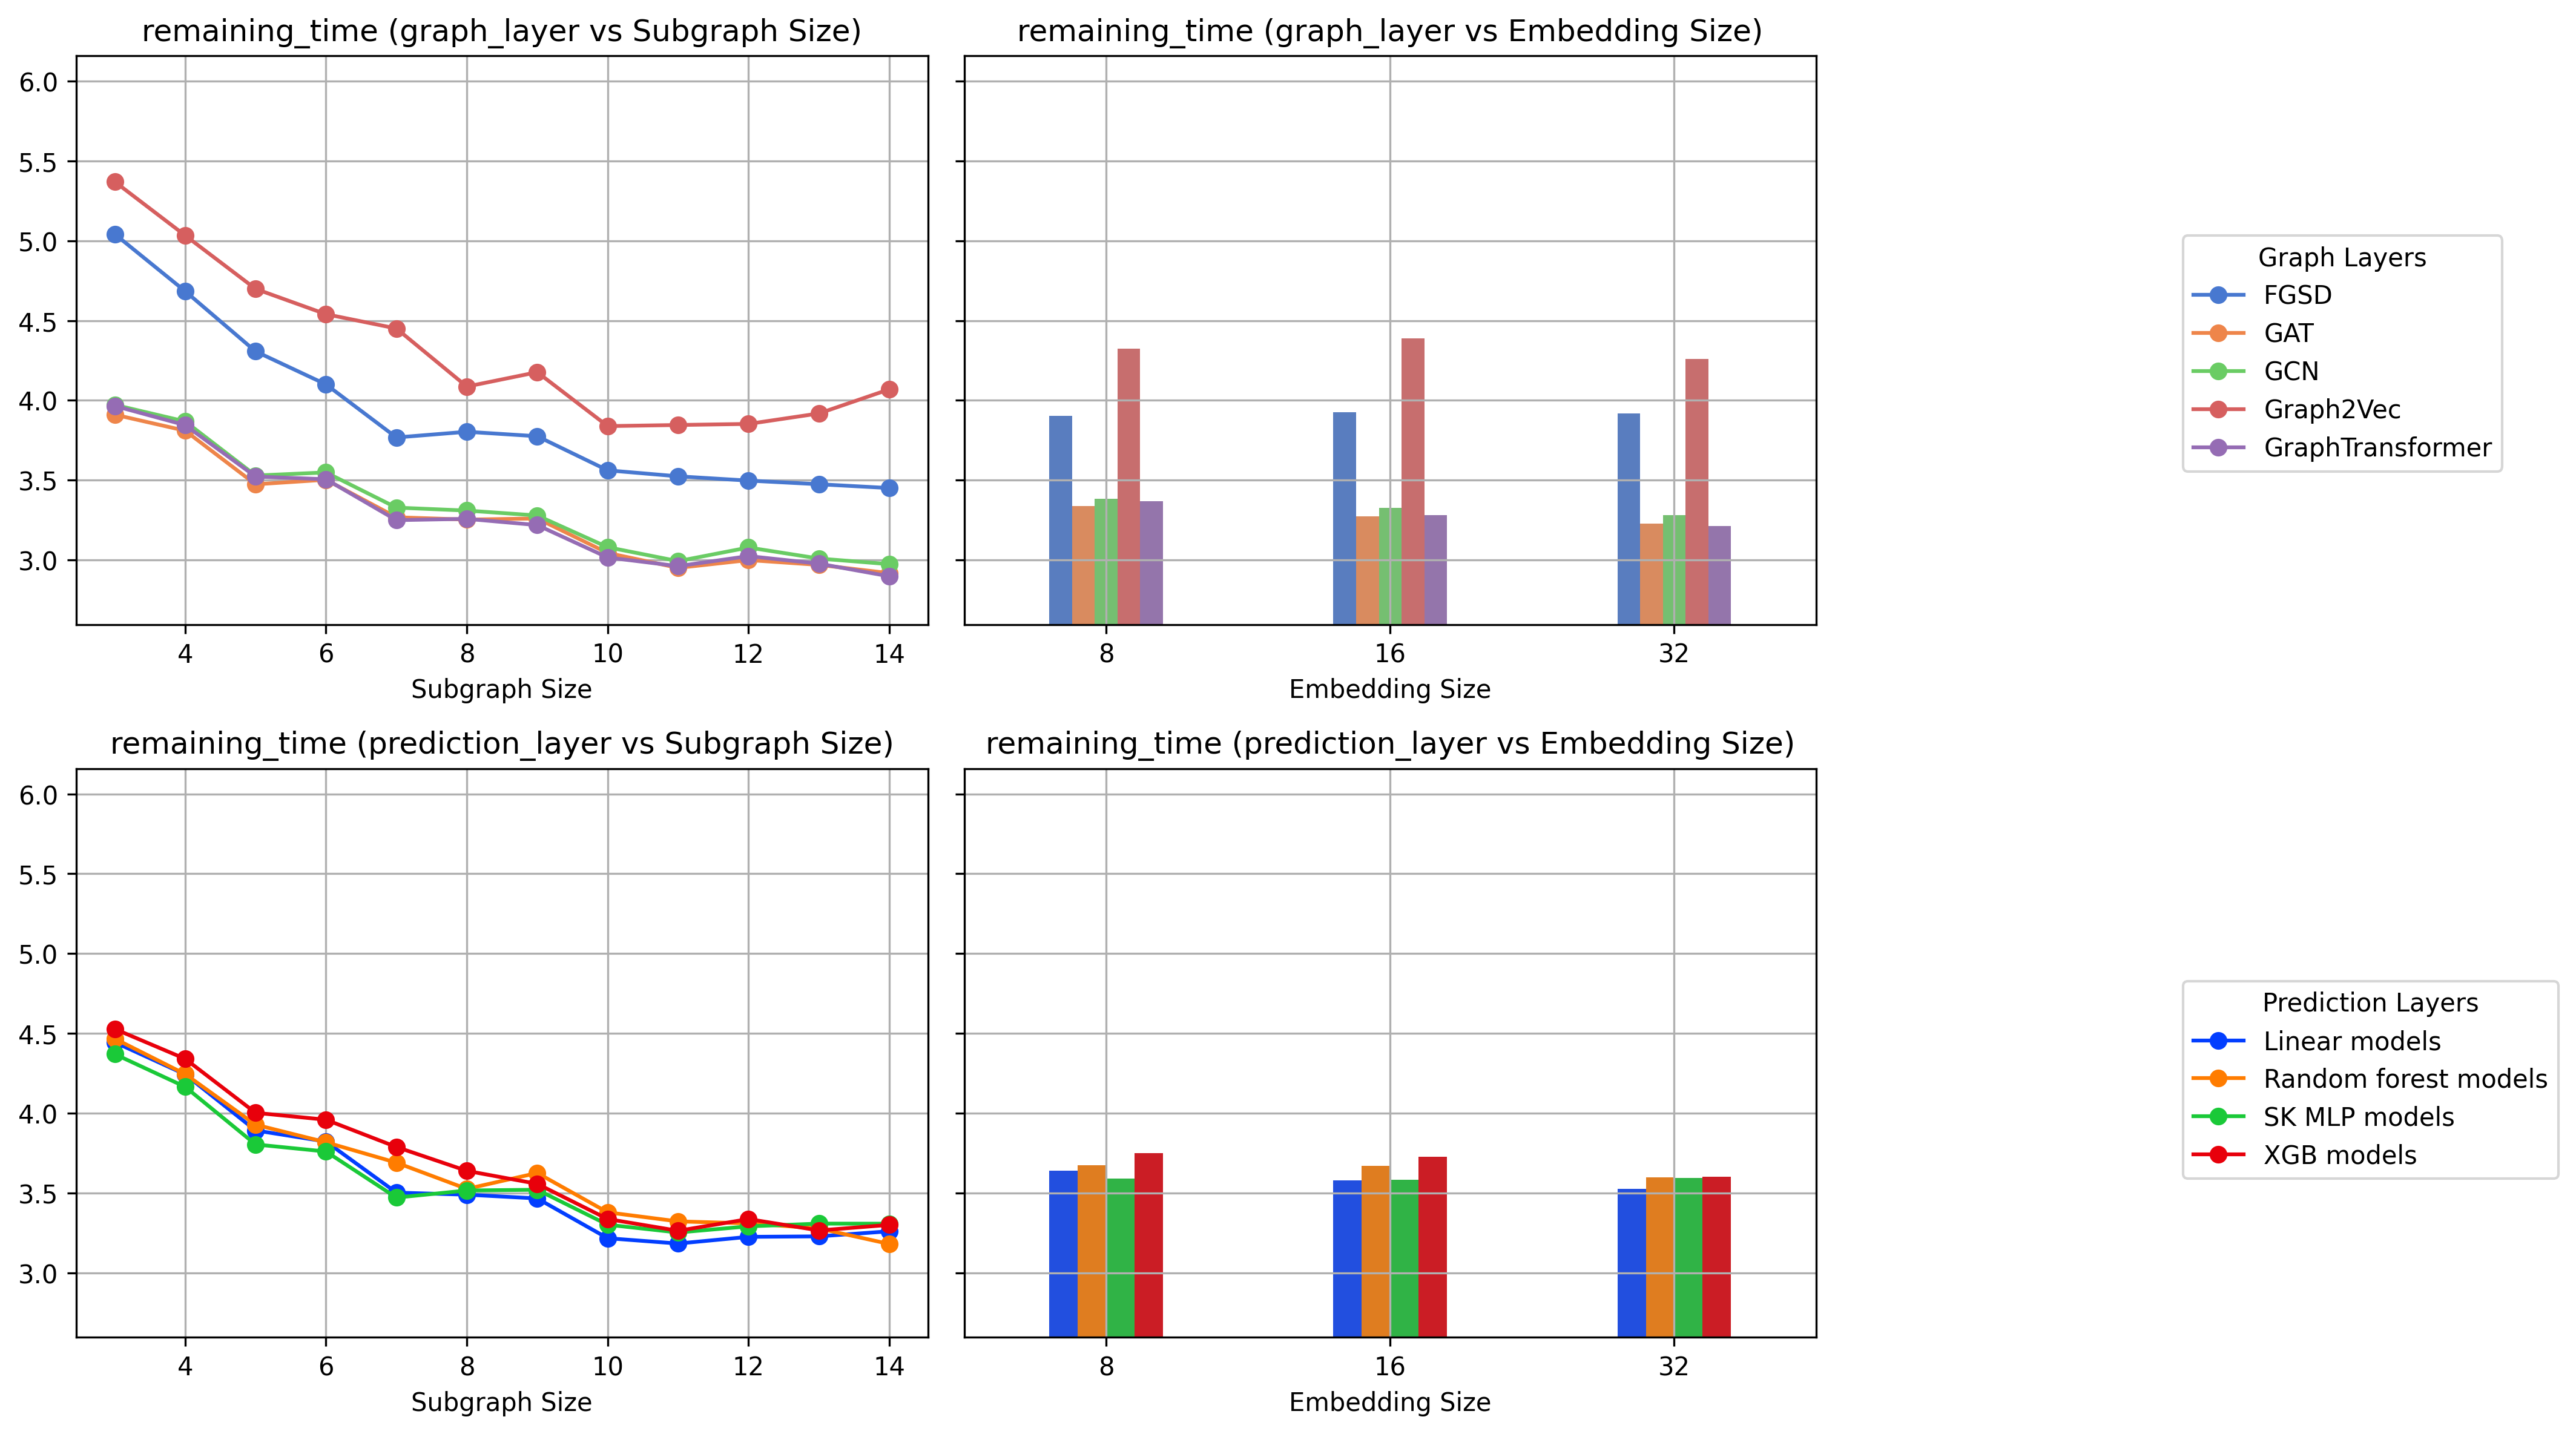 remaining_time (graph_layer vs Subgraph Size)
6.0
5.5
5.0
4.5
4.0
3.5
3.0
4 6 8 10 12 14
Subgraph Size
remaining_time (graph_layer vs Embedding Size)
8 16 32
Embedding Size
Graph Layers
FGSD
GAT
GCN
Graph2Vec
GraphTransformer
remaining_time (prediction_layer vs Subgraph Size)
6.0
5.5
5.0
4.5
4.0
3.5
3.0
4 6 8 10 12 14
Subgraph Size
remaining_time (prediction_layer vs Embedding Size)
8 16 32
Embedding Size
Prediction Layers
Linear models
Random forest models
SK MLP models
XGB models